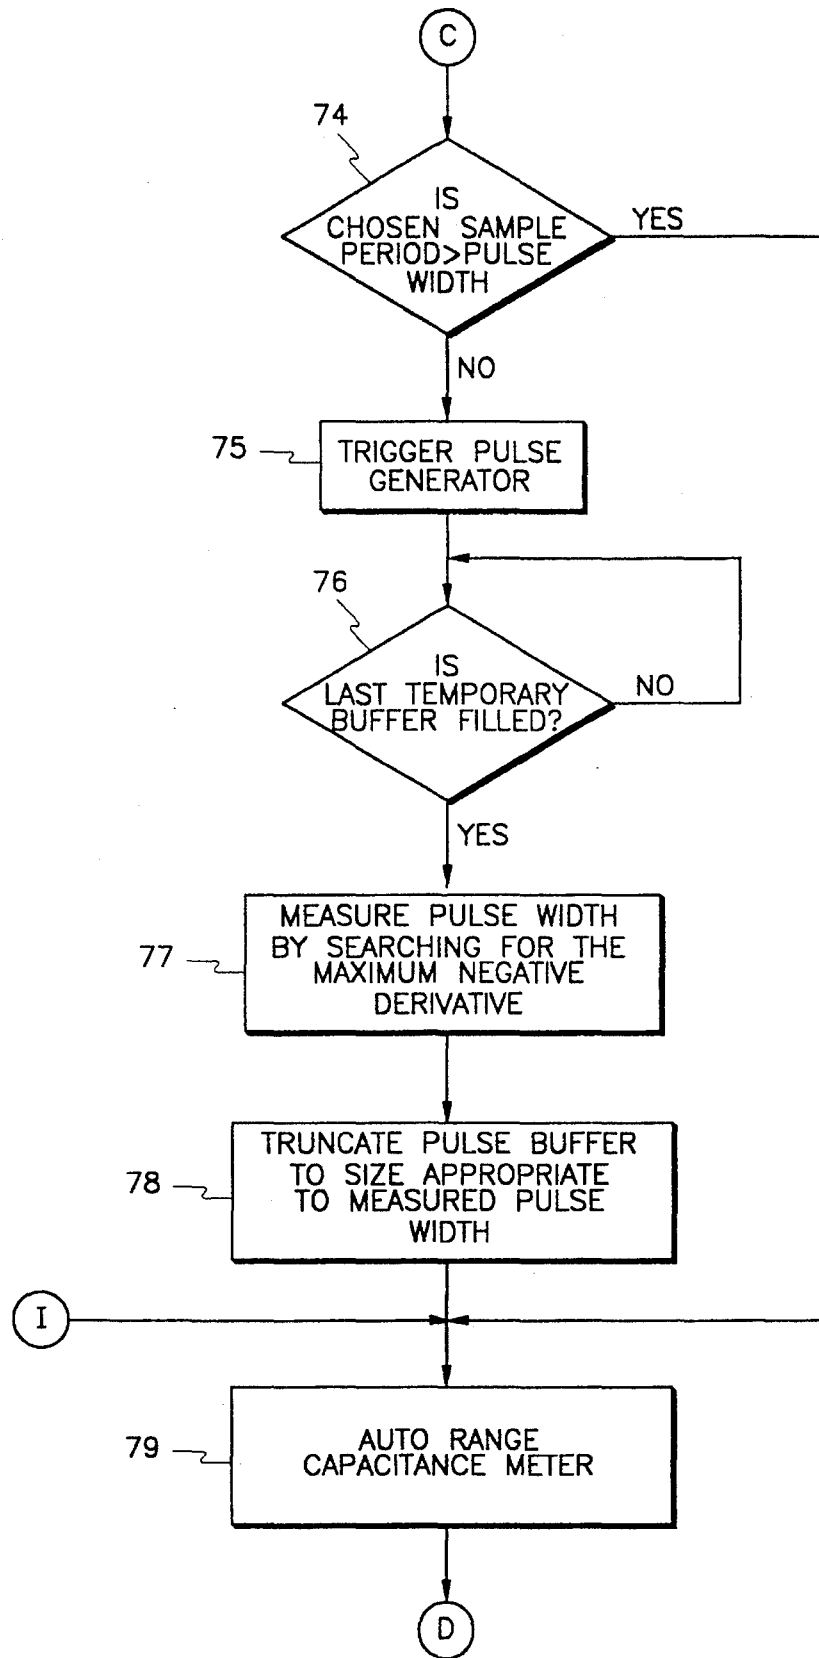 C
74
IS
CHOSEN SAMPLE
PERIOD>PULSE
WIDTH
YES
NO
75
TRIGGER PULSE
GENERATOR
76
IS
LAST TEMPORARY
BUFFER FILLED?
NO
YES
77
MEASURE PULSE WIDTH
BY SEARCHING FOR THE
MAXIMUM NEGATIVE
DERIVATIVE
78
TRUNCATE PULSE BUFFER
TO SIZE APPROPRIATE
TO MEASURED PULSE
WIDTH
I
79
AUTO RANGE
CAPACITANCE METER
D